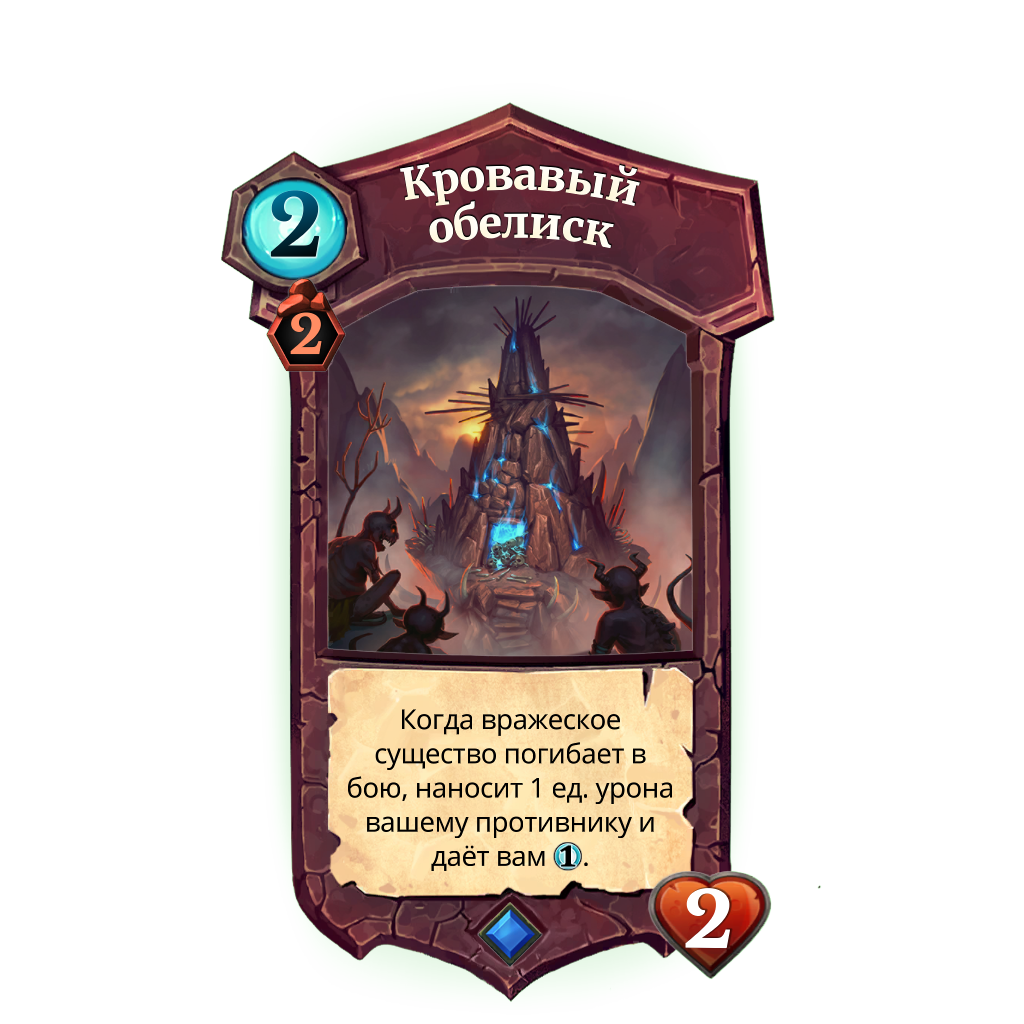 Кровавый
обелиск
2
2
Когда вражеское
существо погибает в
бою, наносит 1 ед. урона
вашему противнику и
даёт вам 1.
2